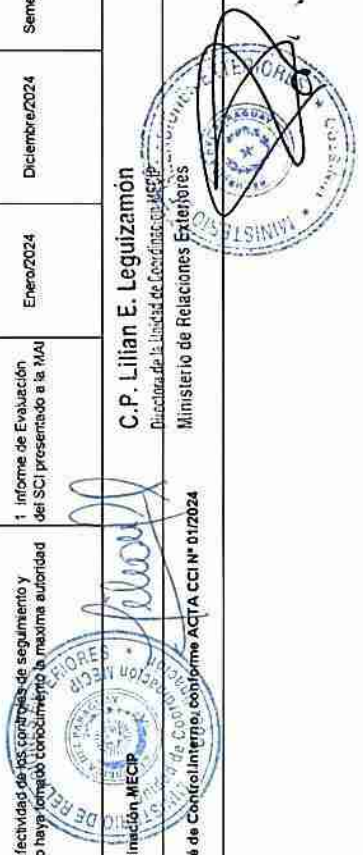 fectividad de los controles de seguimiento y
o haya tomado conocimiento la maxima autoridad
1 Informe de Evaluación
del SCI presentado a la MAI
Enero/2024
Diciembre/2024
Seme
inación MECIP
C.P. Lilian E. Leguizamón
Directora de la Unidad de Coordinación MECIP
Ministerio de Relaciones Exteriores
é de Control Interno, conforme ACTA CCI N° 01/2024